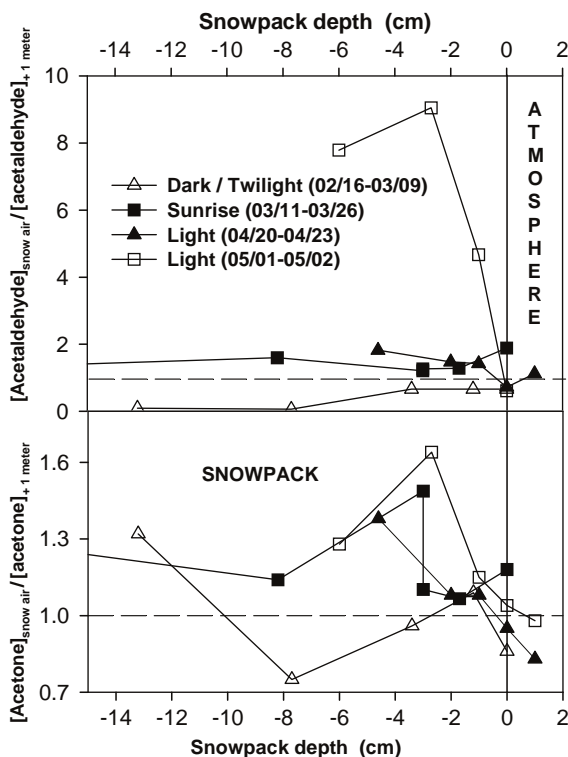 Snowpack depth (cm)
-14 -12 -10 -8 -6 -4 -2 0 2
[Acetaldehyde]snow air/[acetaldehyde]+ 1 meter
10
8
6
4
2
0
Dark / Twilight (02/16-03/09)
Sunrise (03/11-03/26)
Light (04/20-04/23)
Light (05/01-05/02)
ATMOSPHERE
[Acetone]snow air/[acetone]+ 1 meter
1.6
1.3
1.0
0.7
SNOWPACK
-14 -12 -10 -8 -6 -4 -2 0 2
Snowpack depth (cm)